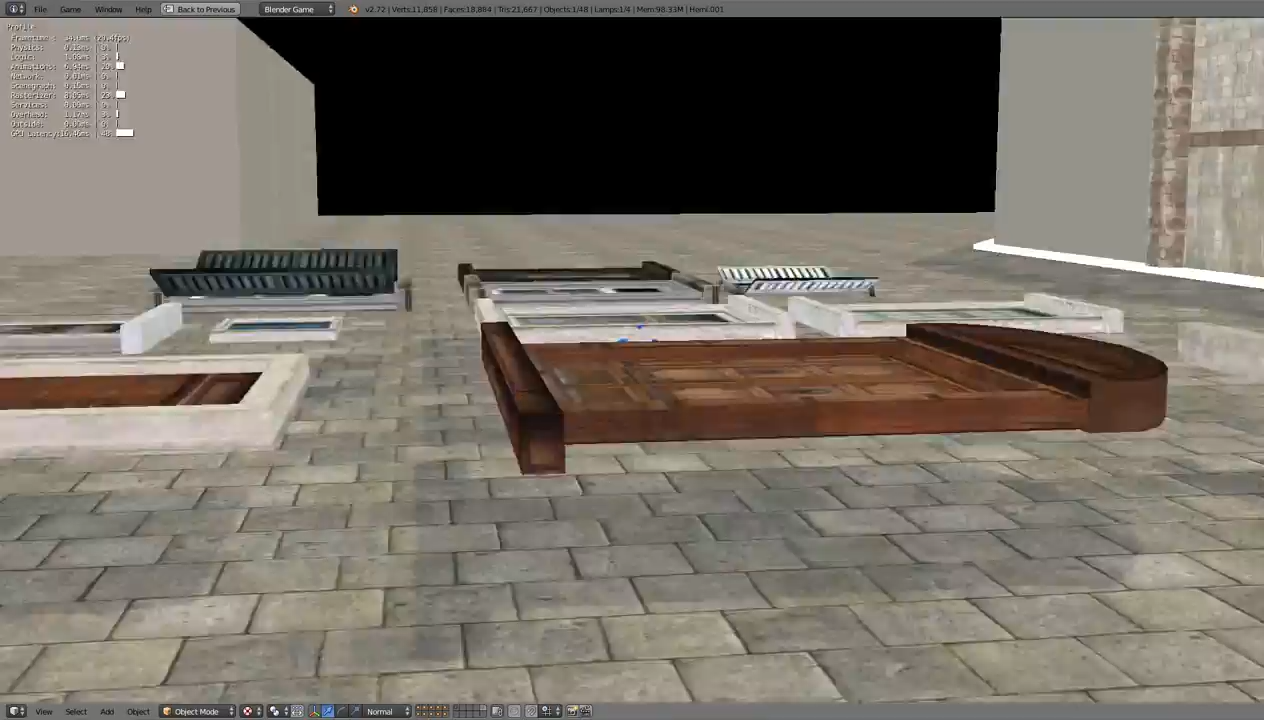 File Game Window Help Back to Previous Blender Game v2.72 | Verts:11,858 | Faces:18,884 | Tris:21,667 | Objects:1/48 | Lamps:1/4 | Mem:98.33M | Haml.001
Profile
Physics:
Logic:
Animations:
Network:
Scenegraph:
Rasterizer:
Services:
Overhead:
Outside:
GPU Latency:
View Select Add Object Object Mode Normal